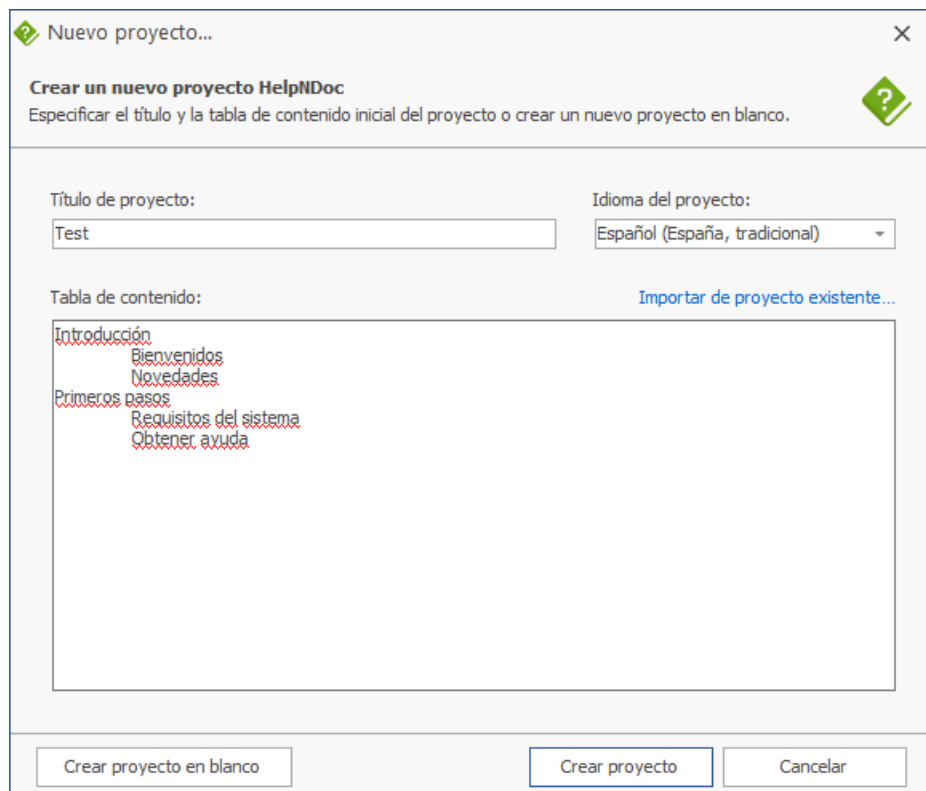 Nuevo proyecto...
Crear un nuevo proyecto HelpNDoc
Especificar el título y la tabla de contenido inicial del proyecto o crear un nuevo proyecto en blanco.
Título de proyecto:
Idioma del proyecto:
Test
Español (España, tradicional)
Tabla de contenido:
Importar de proyecto existente...
Introducción
Bienvenidos
Novedades
Primeros pasos
Requisitos del sistema
Obtener ayuda
Crear proyecto en blanco
Crear proyecto
Cancelar